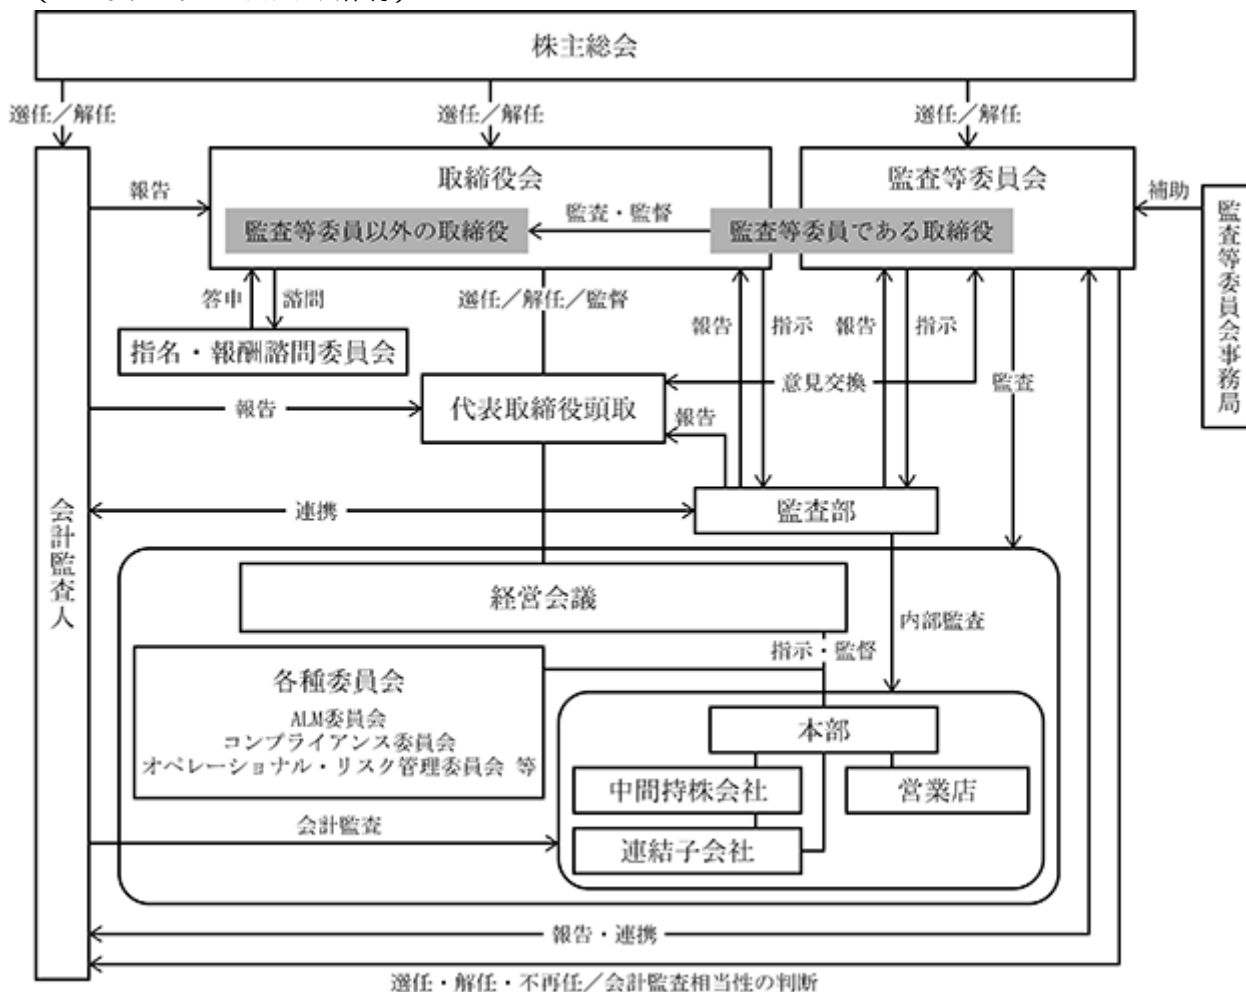 株主総会
選任／解任
選任／解任
選任／解任
取締役会
監査等委員会
報告
補助
監査等委員以外の取締役
監査・監督
監査等委員である取締役
監査等委員会事務局
答申
諮問
選任／解任／監督
報告
指示
報告
指示
指名・報酬諮問委員会
意見交換
監査
報告
代表取締役頭取
報告
会計監査人
連携
監査部
経営会議
内部監査
指示・監督
各種委員会
ALM委員会
コンプライアンス委員会
オペレーショナル・リスク管理委員会 等
本部
中間持株会社
営業店
会計監査
連結子会社
報告・連携
選任・解任・不再任／会計監査相当性の判断